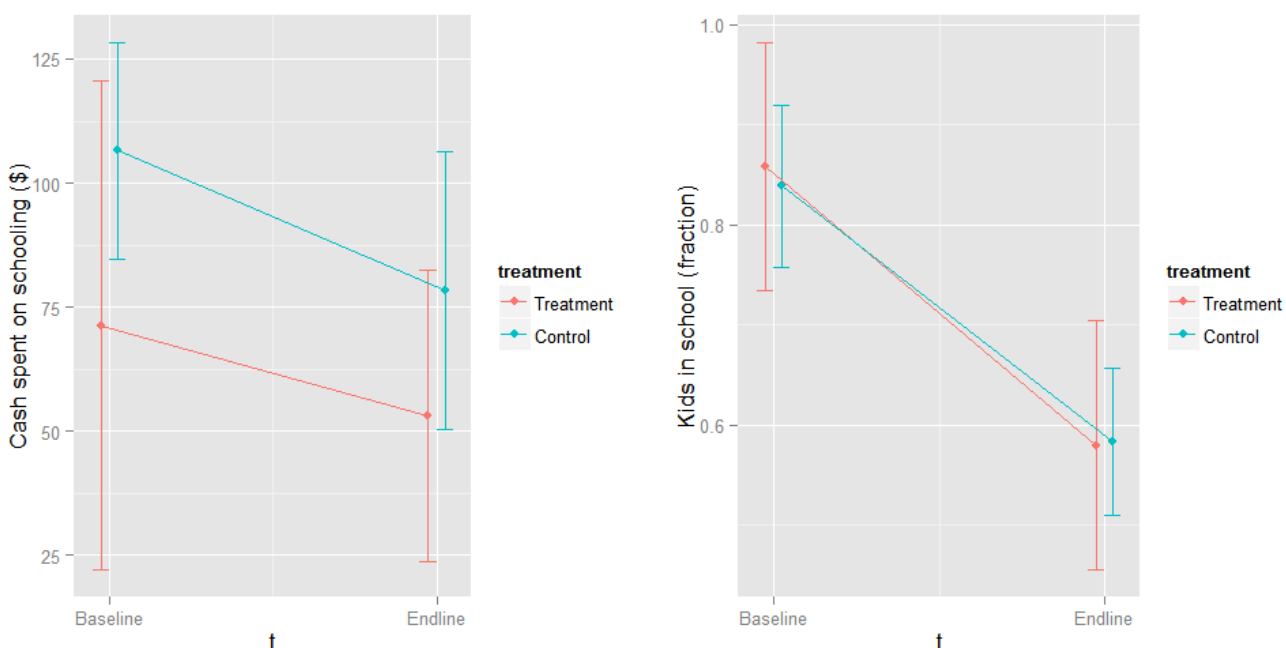 Cash spent on schooling ($)
125
100
75
50
25
Baseline
Endline
t
treatment
Treatment
Control
Kids in school (fraction)
1.0
0.8
0.6
Baseline
Endline
t
treatment
Treatment
Control